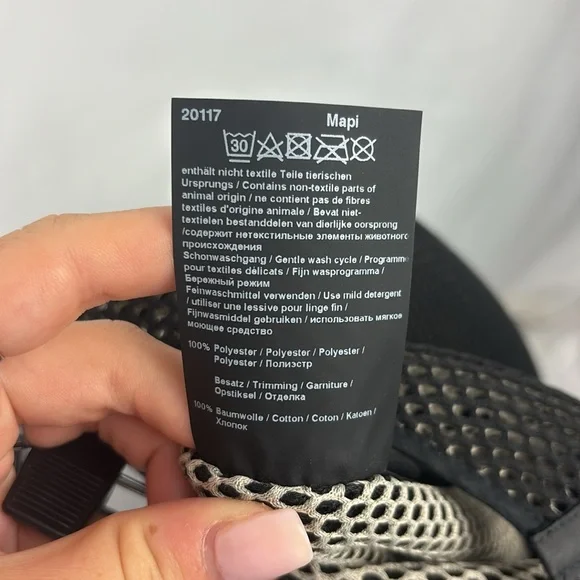 20117
Mapi
30
enthält nicht textile Teile tierischen
Ursprungs / Contains non-textile parts of
animal origin / ne contient pas de fibres
textiles d'origine animale / Bevat niet-
textielen bestanddelen van dierlijke oorsprong
/содержит нетекстильные элементы животного
происхождения
Schonwaschgang / Gentle wash cycle / Programme
pour textiles délicats / Fijn wasprogramma /
Бережный режим
Feinwaschmittel verwenden / Use mild detergent
/ utiliser une lessive pour linge fin /
Fijnwasmiddel gebruiken / использовать мягкое
моющее средство
100% Polyester / Polyester / Polyester /
Polyester / Полиэстр
Besatz / Trimming / Garniture /
Opstiksel / Отделка
100% Baumwolle / Cotton / Coton / Katoen /
Хлопок